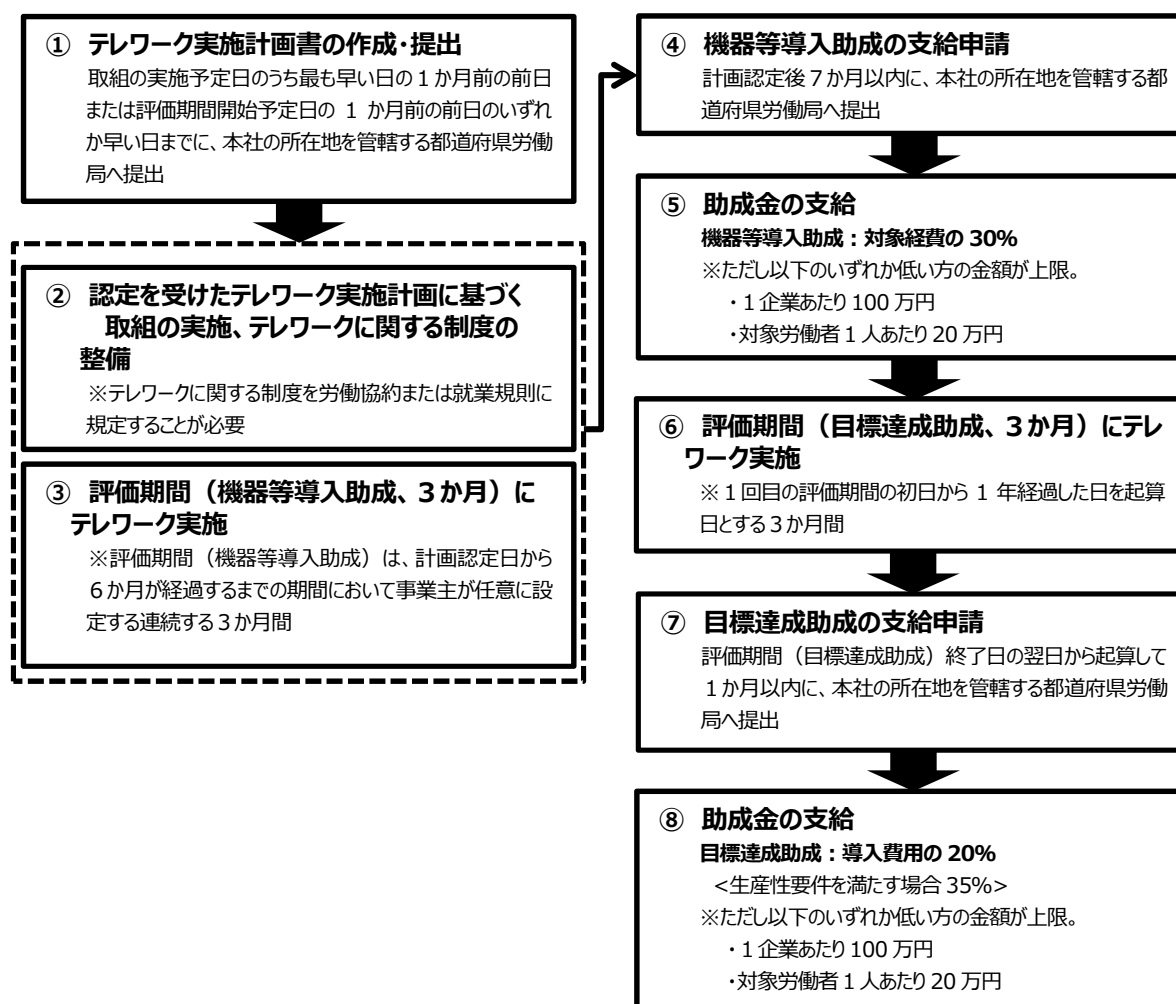 ① テレワーク実施計画書の作成・提出
取組の実施予定日のうち最も早い日の１か月前の前日
または評価期間開始予定日の １ か月前の前日のいずれ
か早い日までに、本社の所在地を管轄する都道府県労働
局へ提出
② 認定を受けたテレワーク実施計画に基づく
取組の実施、テレワークに関する制度の
整備
※テレワークに関する制度を労働協約または就業規則に
規定することが必要
③ 評価期間（機器等導入助成、３か月）に
テレワーク実施
※評価期間（機器等導入助成）は、計画認定日から
６か月が経過するまでの期間において事業主が任意に設
定する連続する３か月間
④ 機器等導入助成の支給申請
計画認定後７か月以内に、本社の所在地を管轄する都
道府県労働局へ提出
⑤ 助成金の支給
機器等導入助成：対象経費の 30%
※ただし以下のいずれか低い方の金額が上限。
・１企業あたり 100 万円
・対象労働者１人あたり 20 万円
⑥ 評価期間（目標達成助成、３か月）にテレ
ワーク実施
※１回目の評価期間の初日から １ 年経過した日を起算
日とする３か月間
⑦ 目標達成助成の支給申請
評価期間（目標達成助成）終了日の翌日から起算して
１か月以内に、本社の所在地を管轄する都道府県労働
局へ提出
⑧ 助成金の支給
目標達成助成：導入費用の 20%
<生産性要件を満たす場合 35%>
※ただし以下のいずれか低い方の金額が上限。
・１企業あたり 100 万円
・対象労働者１人あたり 20 万円